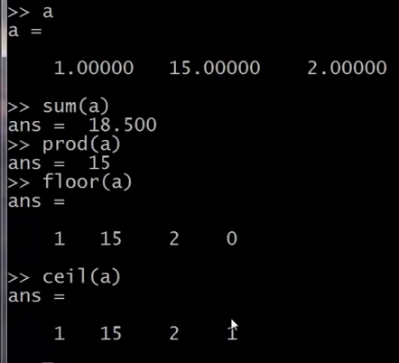 >> a
a =
1.00000 15.00000 2.00000
>> sum(a)
ans = 18.500
>> prod(a)
ans = 15
>> floor(a)
ans =
1 15 2 0
>> ceil(a)
ans =
1 15 2 1